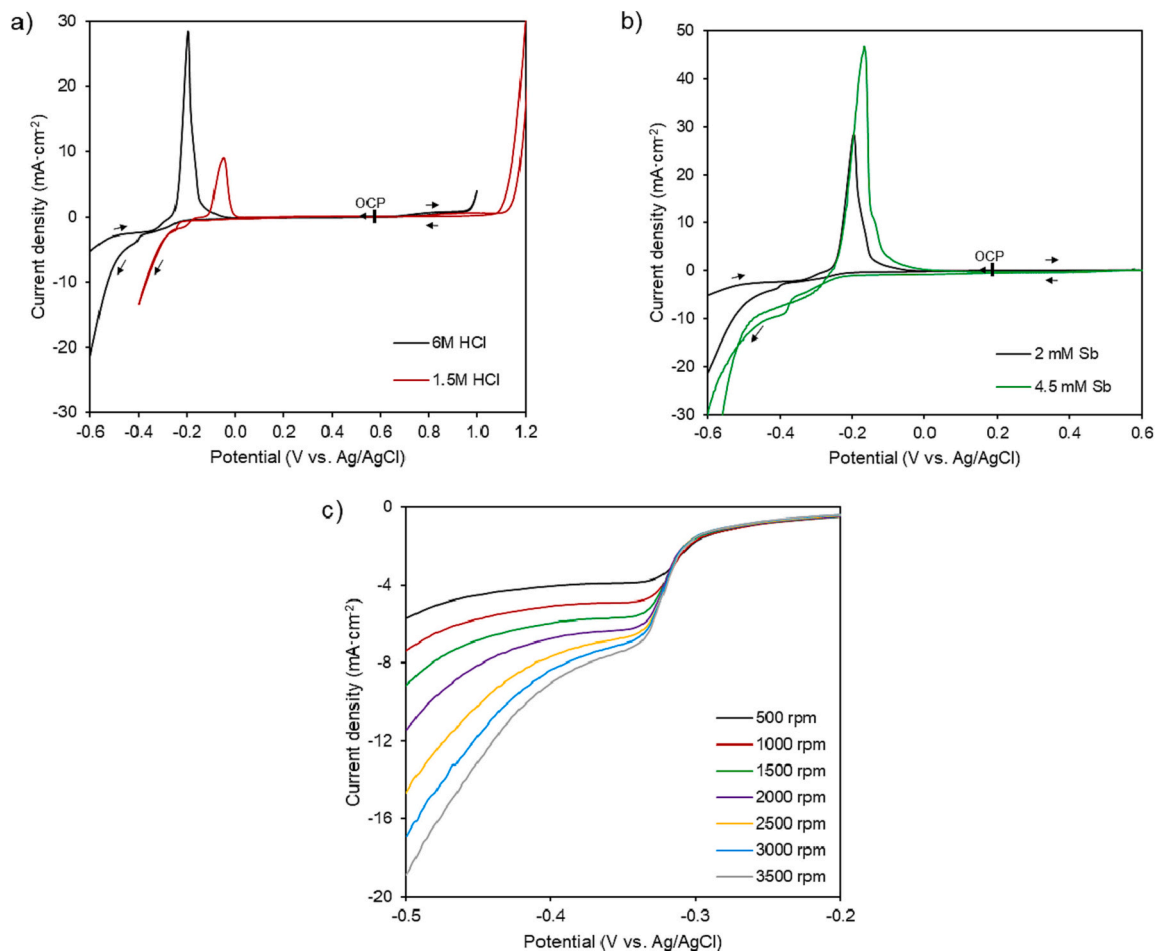 a)
30
20
10
0
-10
-20
-30
Current density (mA·cm⁻²)
OCP
6M HCl
1.5M HCl
-0.6 -0.4 -0.2 0.0 0.2 0.4 0.6 0.8 1.0 1.2
Potential (V vs. Ag/AgCl)
b)
50
40
30
20
10
0
-10
-20
-30
Current density (mA·cm⁻²)
OCP
2 mM Sb
4.5 mM Sb
-0.6 -0.4 -0.2 0.0 0.2 0.4 0.6
Potential (V vs. Ag/AgCl)
c)
0
-4
-8
-12
-16
-20
Current density (mA·cm⁻²)
500 rpm
1000 rpm
1500 rpm
2000 rpm
2500 rpm
3000 rpm
3500 rpm
-0.5 -0.4 -0.3 -0.2
Potential (V vs. Ag/AgCl)